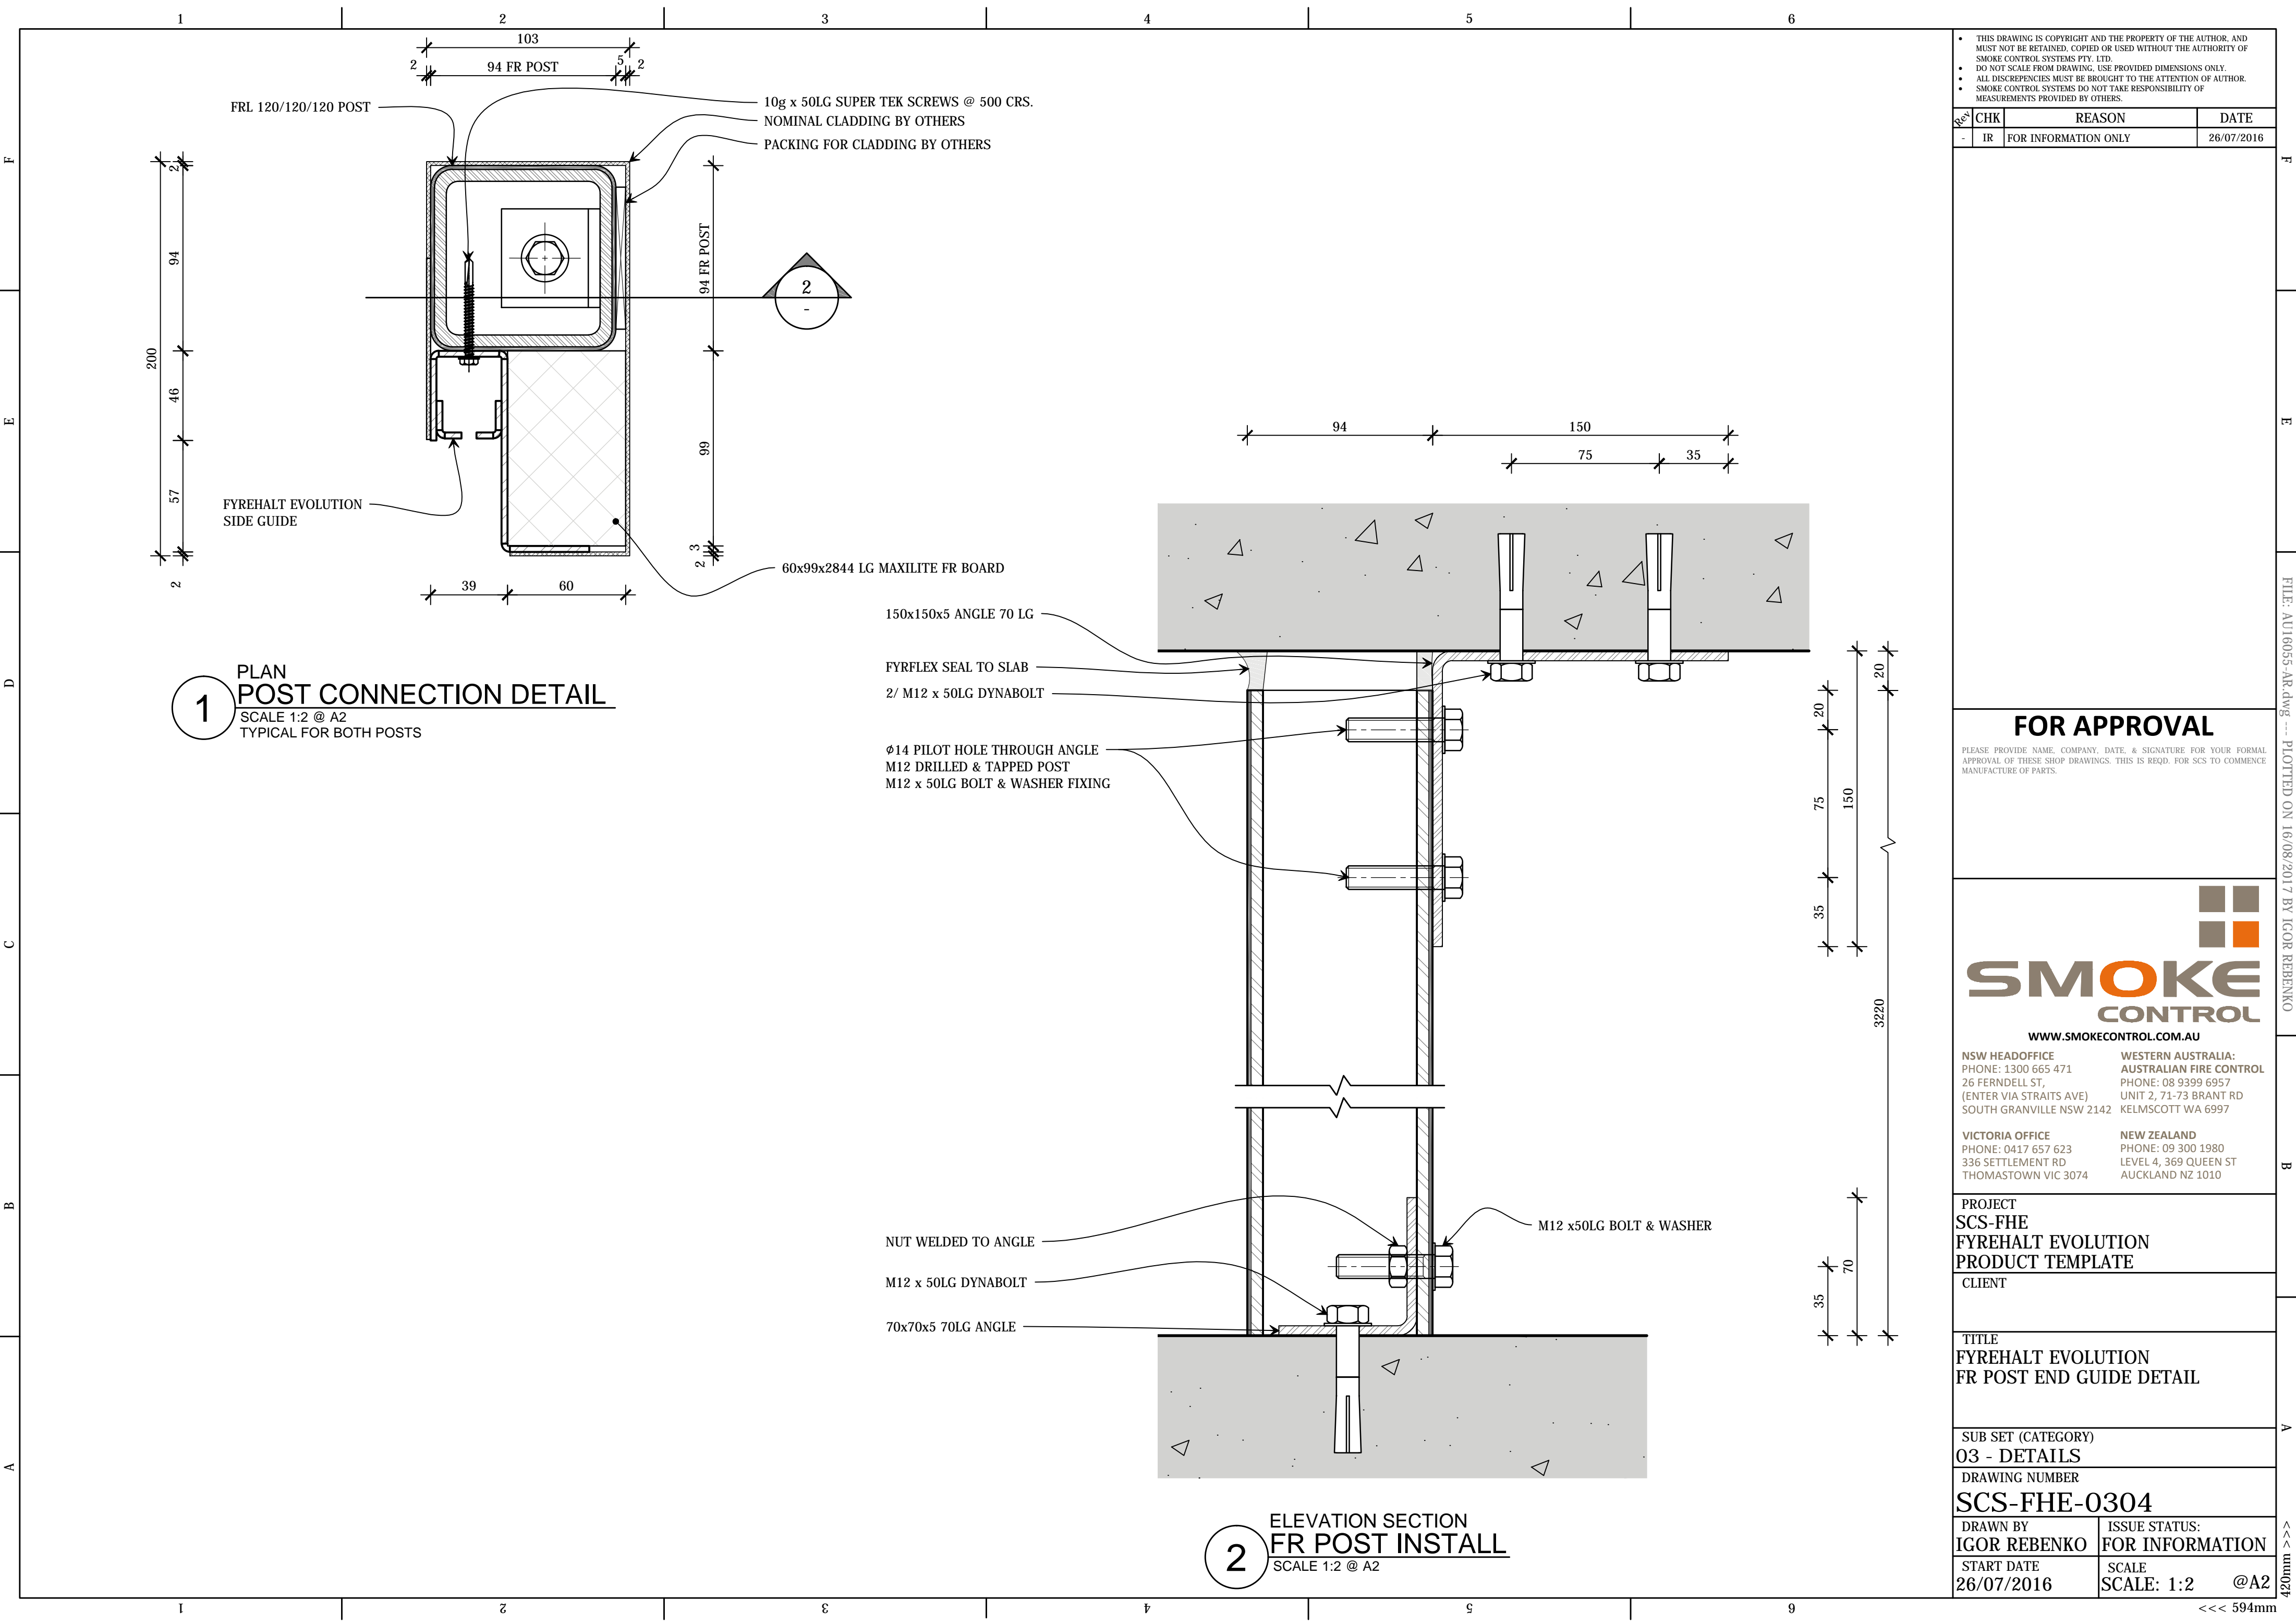 1 2 3 4 5 6
103
2 94 FR POST 5 2
FRL 120/120/120 POST
10g x 50LG SUPER TEK SCREWS @ 500 CRS.
NOMINAL CLADDING BY OTHERS
PACKING FOR CLADDING BY OTHERS
2
94
200
46
57
2
94 FR POST
99
3
2
2
-
FYREHALT EVOLUTION
SIDE GUIDE
39 60
60x99x2844 LG MAXILITE FR BOARD
1
PLAN
POST CONNECTION DETAIL
SCALE 1:2 @ A2
TYPICAL FOR BOTH POSTS
94 150
75 35
150x150x5 ANGLE 70 LG
FYRFLEX SEAL TO SLAB
2/ M12 x 50LG DYNABOLT
Ø14 PILOT HOLE THROUGH ANGLE
M12 DRILLED & TAPPED POST
M12 x 50LG BOLT & WASHER FIXING
20
20
75
150
35
3220
NUT WELDED TO ANGLE
M12 x50LG BOLT & WASHER
M12 x 50LG DYNABOLT
70x70x5 70LG ANGLE
70
35
2
ELEVATION SECTION
FR POST INSTALL
SCALE 1:2 @ A2
• THIS DRAWING IS COPYRIGHT AND THE PROPERTY OF THE AUTHOR, AND
MUST NOT BE RETAINED, COPIED OR USED WITHOUT THE AUTHORITY OF
SMOKE CONTROL SYSTEMS PTY. LTD.
• DO NOT SCALE FROM DRAWING, USE PROVIDED DIMENSIONS ONLY.
• ALL DISCREPENCIES MUST BE BROUGHT TO THE ATTENTION OF AUTHOR.
• SMOKE CONTROL SYSTEMS DO NOT TAKE RESPONSIBILITY OF
MEASUREMENTS PROVIDED BY OTHERS.
Rev CHK REASON DATE
- IR FOR INFORMATION ONLY 26/07/2016
FOR APPROVAL
PLEASE PROVIDE NAME, COMPANY, DATE, & SIGNATURE FOR YOUR FORMAL
APPROVAL OF THESE SHOP DRAWINGS. THIS IS REQD. FOR SCS TO COMMENCE
MANUFACTURE OF PARTS.
SMOKE
CONTROL
WWW.SMOKECONTROL.COM.AU
NSW HEADOFFICE
PHONE: 1300 665 471
26 FERNDELL ST,
(ENTER VIA STRAITS AVE)
SOUTH GRANVILLE NSW 2142
WESTERN AUSTRALIA:
AUSTRALIAN FIRE CONTROL
PHONE: 08 9399 6957
UNIT 2, 71-73 BRANT RD
KELMSCOTT WA 6997
VICTORIA OFFICE
PHONE: 0417 657 623
336 SETTLEMENT RD
THOMASTOWN VIC 3074
NEW ZEALAND
PHONE: 09 300 1980
LEVEL 4, 369 QUEEN ST
AUCKLAND NZ 1010
PROJECT
SCS-FHE
FYREHALT EVOLUTION
PRODUCT TEMPLATE
CLIENT
TITLE
FYREHALT EVOLUTION
FR POST END GUIDE DETAIL
SUB SET (CATEGORY)
03 - DETAILS
DRAWING NUMBER
SCS-FHE-0304
DRAWN BY
IGOR REBENKO
ISSUE STATUS:
FOR INFORMATION
START DATE
26/07/2016
SCALE
SCALE: 1:2 @A2
FILE: AU16055-AR.dwg --- PLOTTED ON 16/08/2017 BY IGOR REBENKO
420mm >>>
<<< 594mm
F E D C B A
F E B A
1 2 3 4 5 6